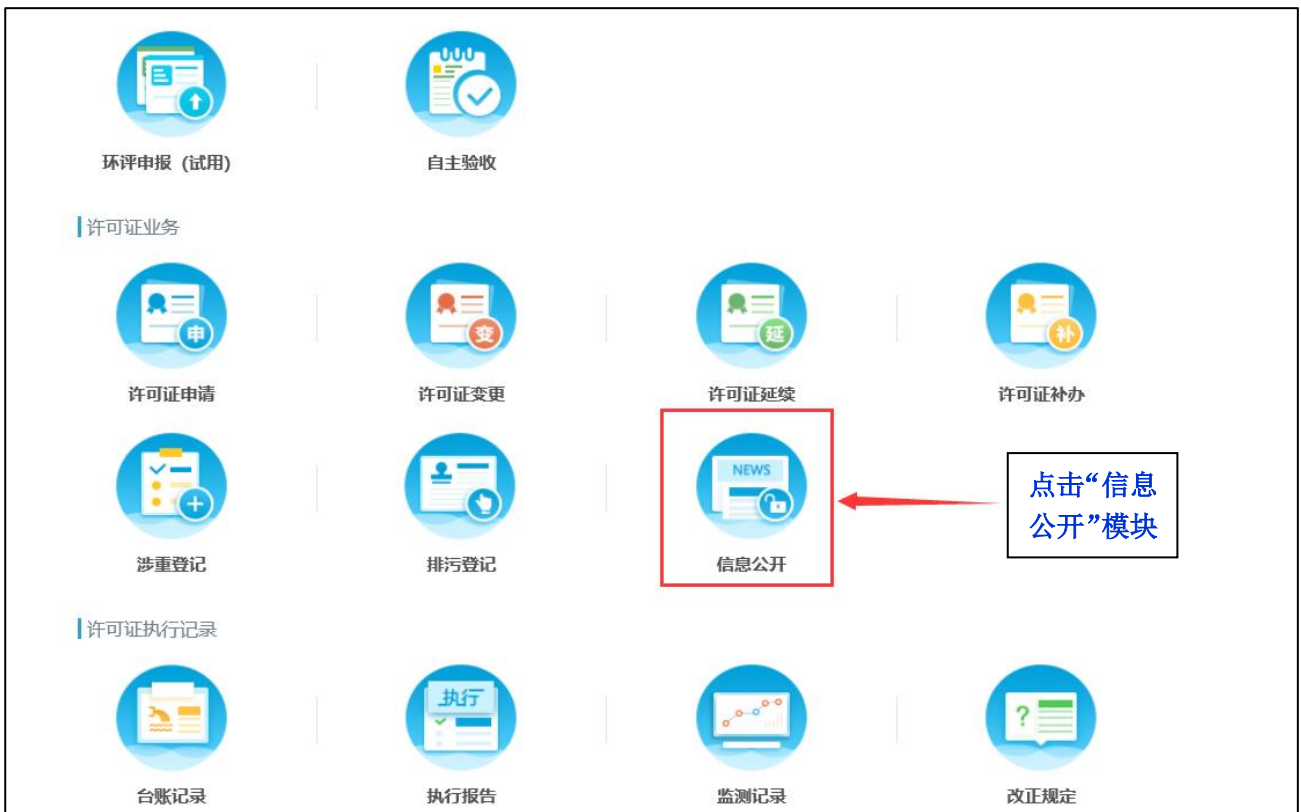 环评申报（试用)
自主验收
许可证业务
申
变
延
补
许可证申请
许可证变更
许可证延续
许可证补办
NEWS
点击“信息
公开”模块
涉重登记
排污登记
信息公开
许可证执行记录
执行
?
台账记录
执行报告
监测记录
改正规定